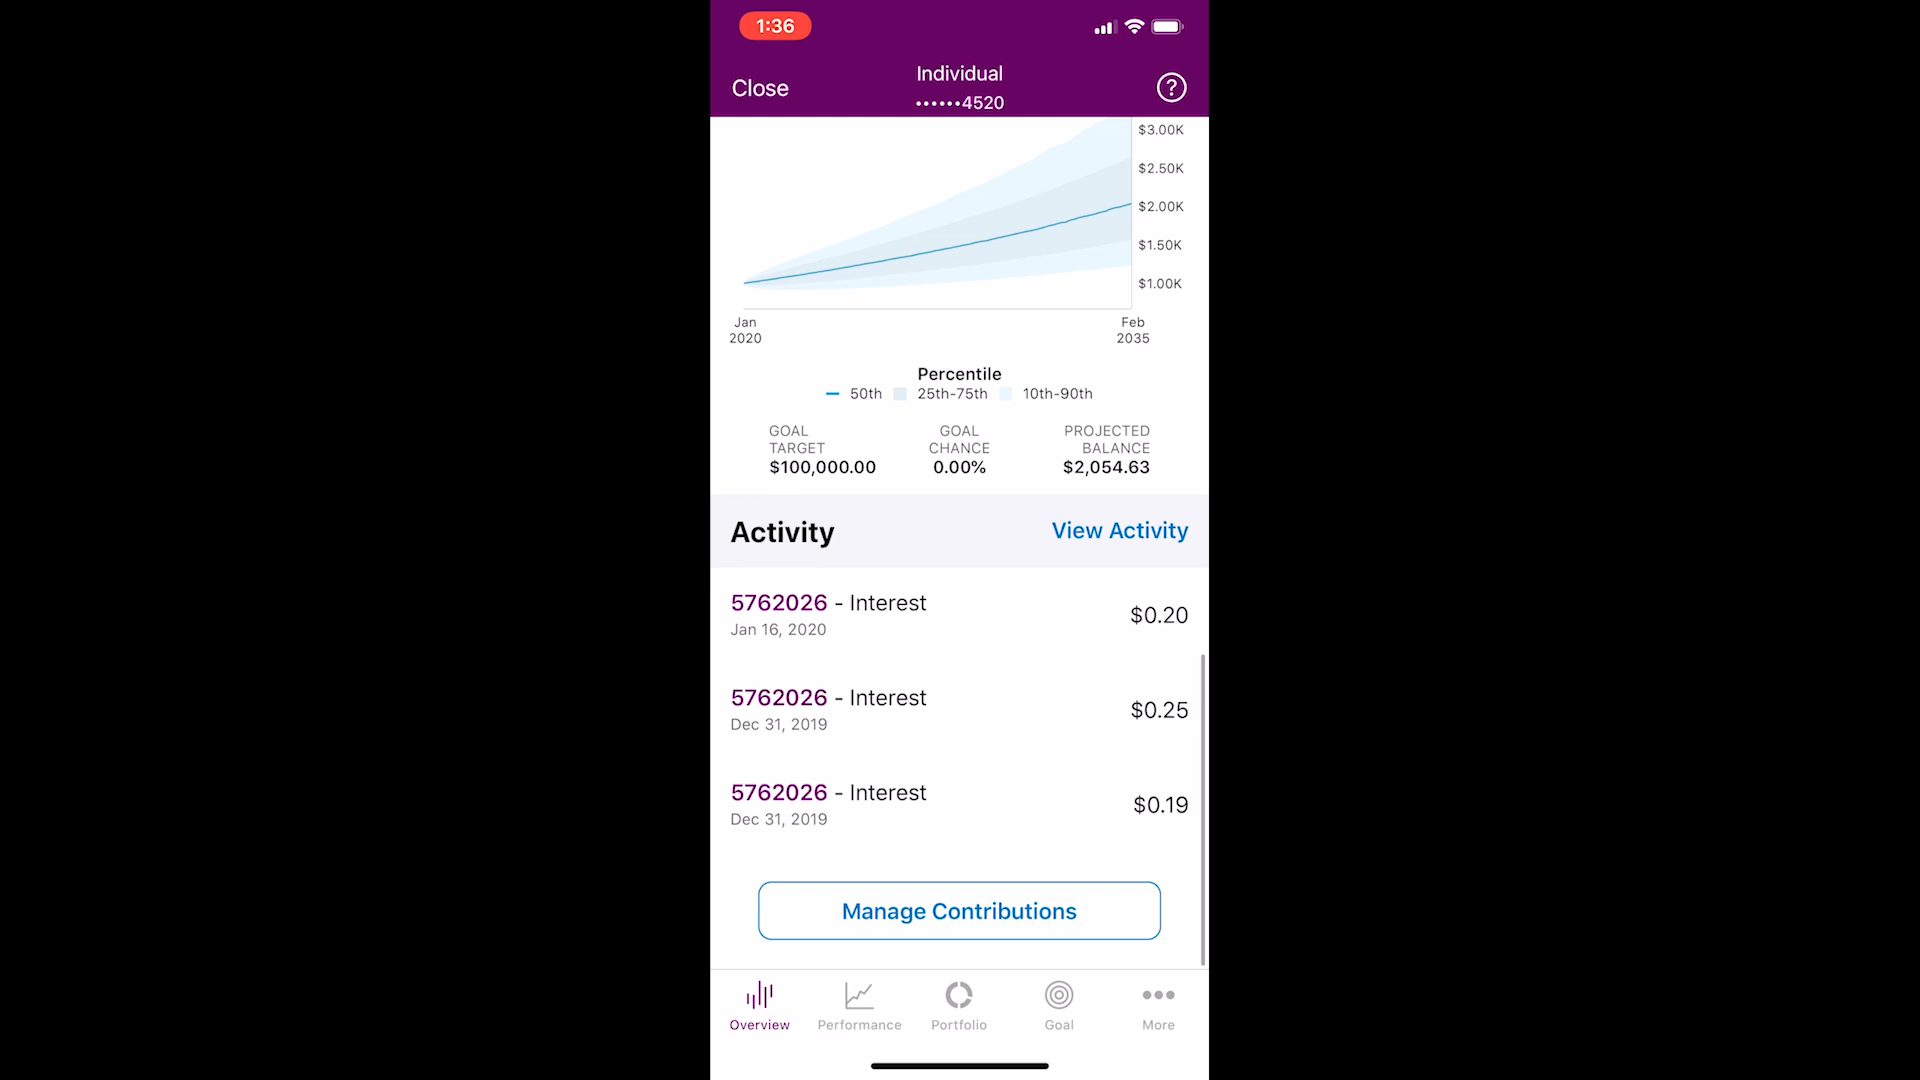 1:36
Close
Individual
••••••4520
?
$3.00K
$2.50K
$2.00K
$1.50K
$1.00K
Jan
2020
Feb
2035
Percentile
50th 25th-75th 10th-90th
GOAL
TARGET
$100,000.00
GOAL
CHANCE
0.00%
PROJECTED
BALANCE
$2,054.63
Activity
View Activity
5762026 - Interest
Jan 16, 2020
$0.20
5762026 - Interest
Dec 31, 2019
$0.25
5762026 - Interest
Dec 31, 2019
$0.19
Manage Contributions
Overview
Performance
Portfolio
Goal
More